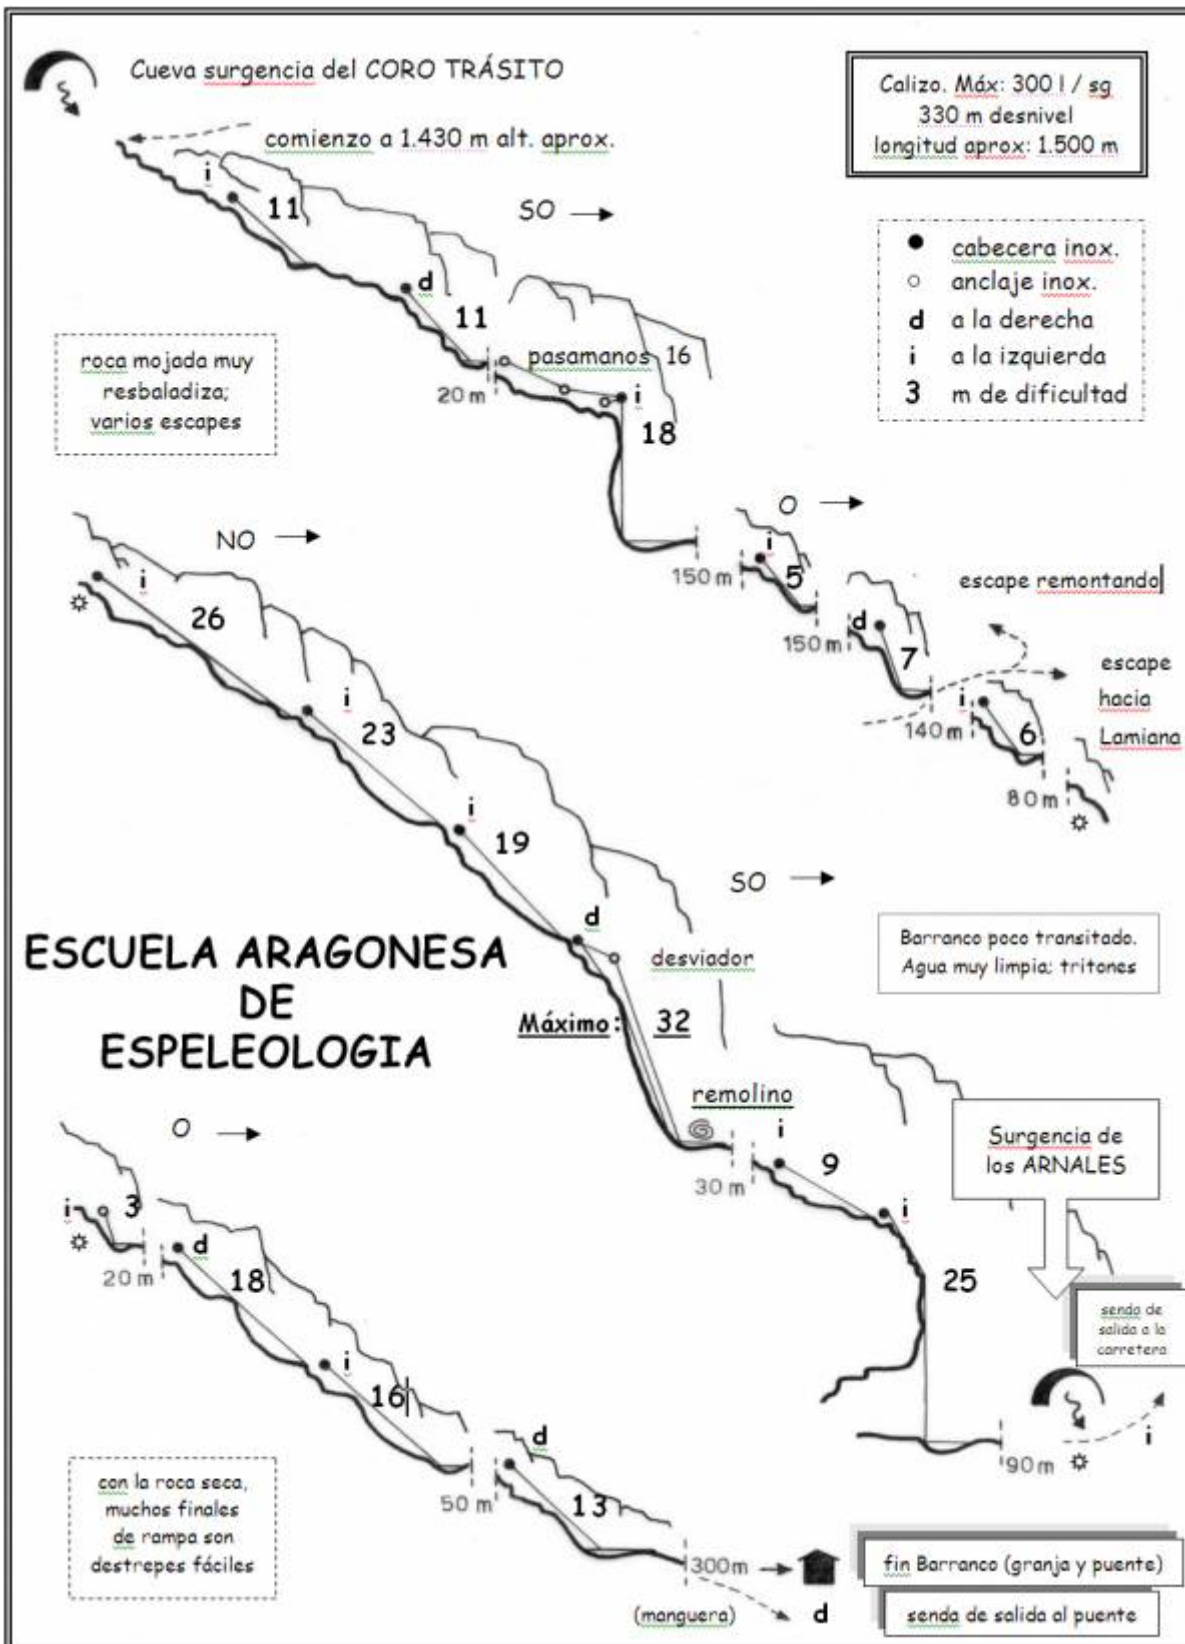 Cueva surgencia del CORO TRÁSITO
Calizo. Máx: 300 l / sg
330 m desnivel
longitud aprox: 1.500 m
comienzo a 1.430 m alt. aprox.
i
11
SO
cabecera inox.
anclaje inox.
d a la derecha
i a la izquierda
3 m de dificultad
d
11
roca mojada muy
resbaladiza;
varios escapes
pasamanos 16
20 m
i
18
O
NO
i
5
150 m
escape remontando
i
26
d
7
150 m
escape
hacia
Lamiana
i
23
140 m
i
6
80 m
i
19
SO
d
desviador
Barranco poco transitado.
Agua muy limpia; tritones
ESCUELA ARAGONESA
DE
ESPELEOLOGIA
Máximo: 32
remolino
O
i
9
30 m
Surgencia de
los ARNALES
i
3
20 m
i
25
d
18
senda de
salida a la
carretera
i
16
90 m
i
con la roca seca,
muchos finales
de rampa son
destrepes fáciles
d
13
50 m
300m
fin Barranco (granja y puente)
(manguera)
d
senda de salida al puente